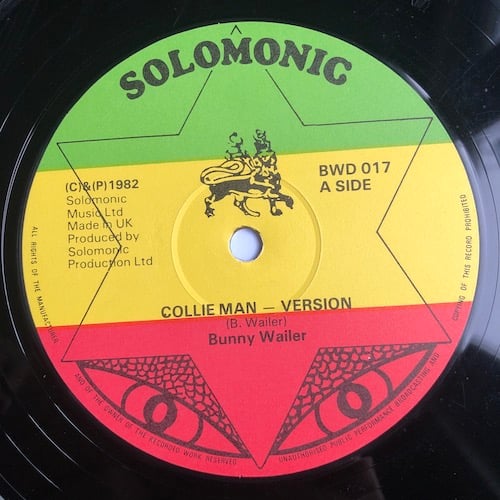 SOLOMONIC
(C)&(P)1982
Solomonic
Music Ltd
Made in UK
Produced by
Solomonic
Production Ltd
BWD 017
A SIDE
COLLIE MAN — VERSION
(B. Wailer)
Bunny Wailer
ALL RIGHTS OF THE MANUFACTURER
AND OF THE OWNER OF THE RECORDED WORK RESERVED
UNAUTHORISED PUBLIC PERFORMANCE BROADCASTING AND
COPYING OF THIS RECORD PROHIBITED